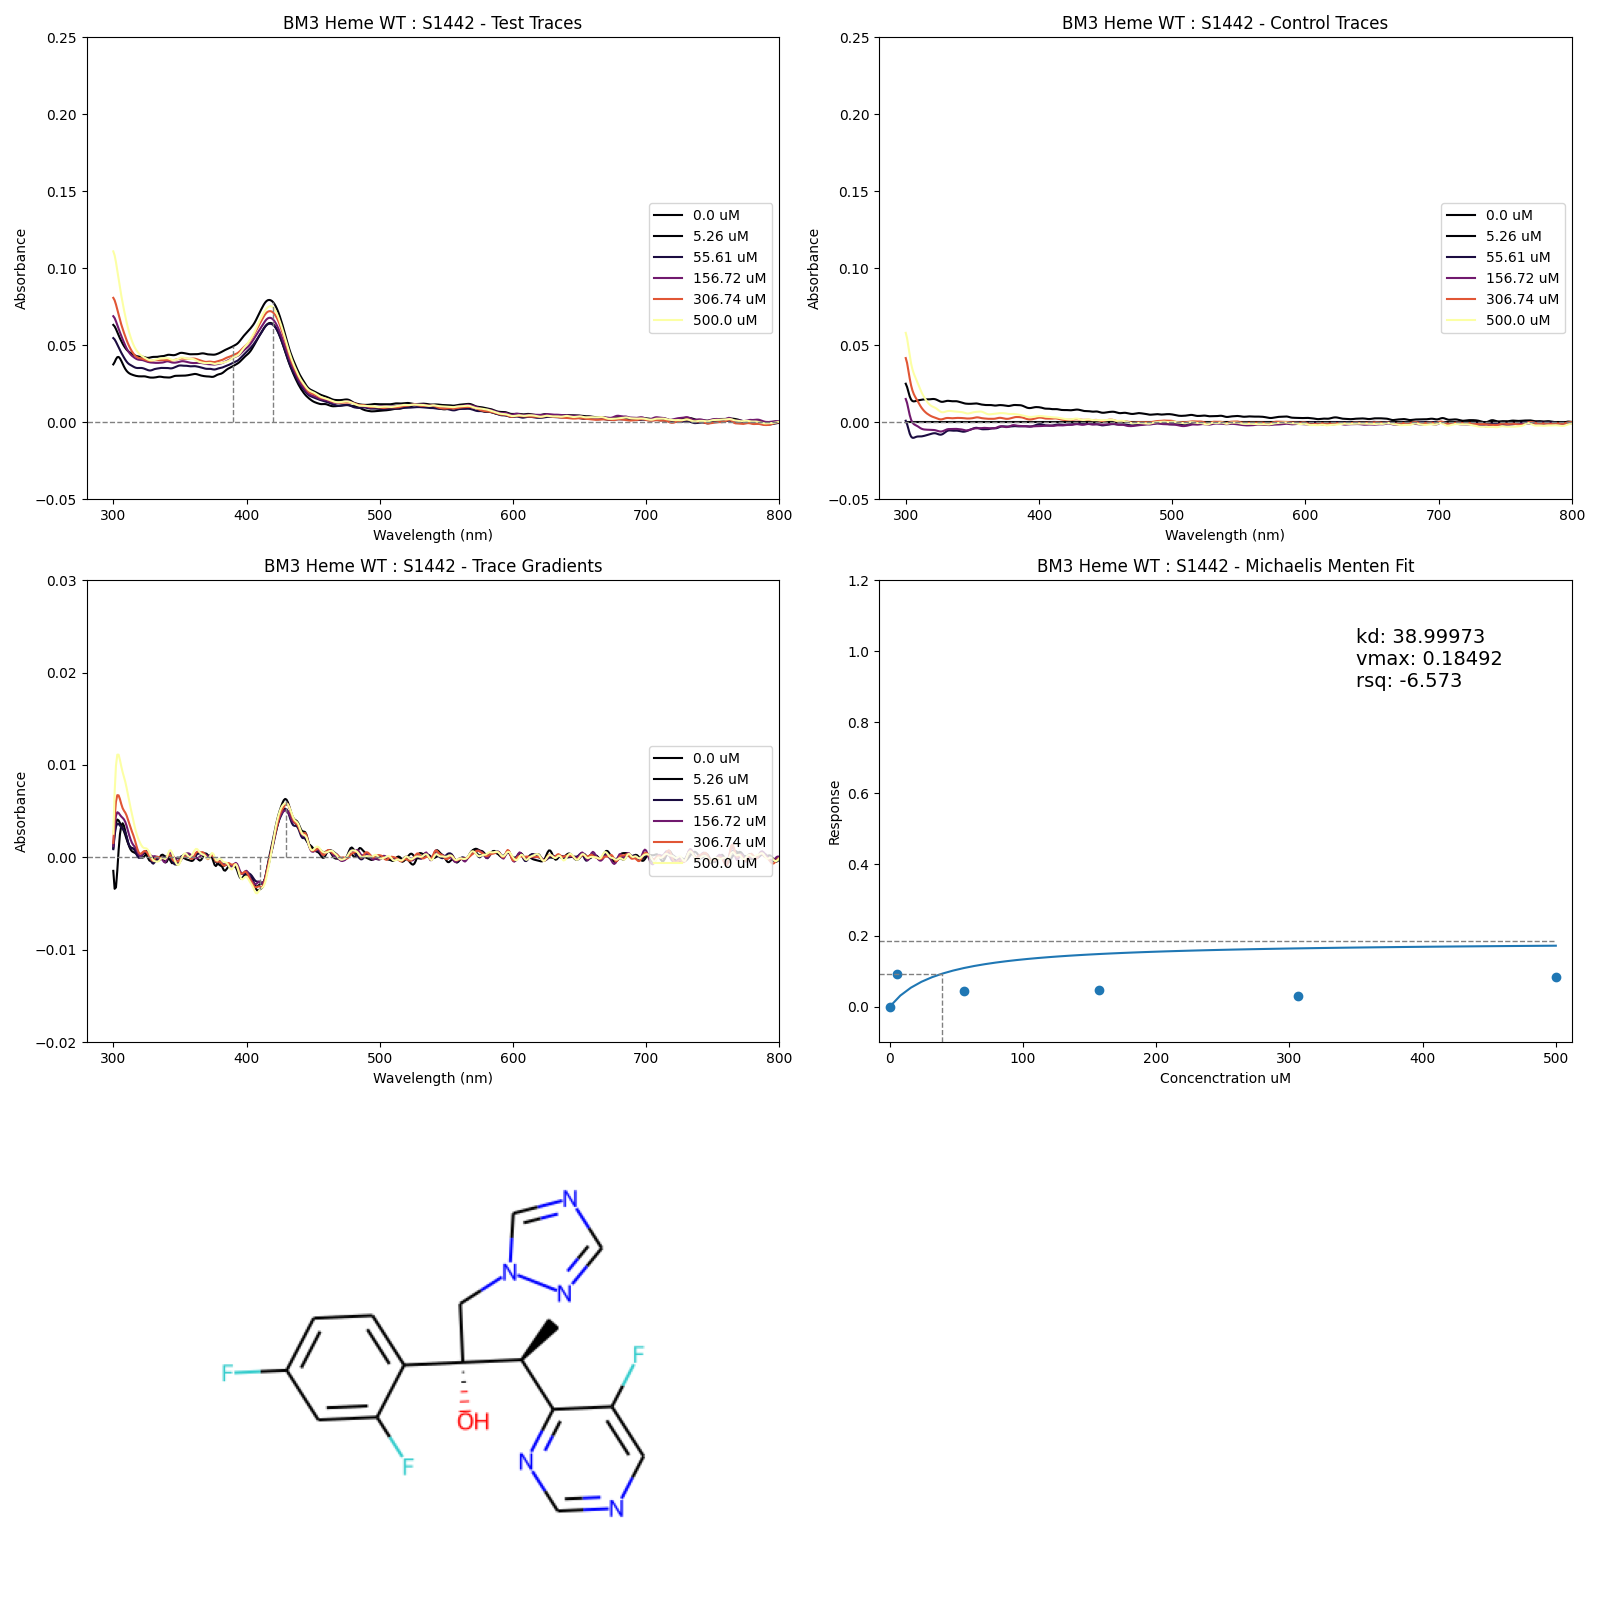 BM3 Heme WT : S1442 - Test Traces
0.25
0.20
0.15
0.10
0.05
0.00
−0.05
Absorbance
0.0 uM
5.26 uM
55.61 uM
156.72 uM
306.74 uM
500.0 uM
300 400 500 600 700 800
Wavelength (nm)
BM3 Heme WT : S1442 - Control Traces
0.25
0.20
0.15
0.10
0.05
0.00
−0.05
Absorbance
0.0 uM
5.26 uM
55.61 uM
156.72 uM
306.74 uM
500.0 uM
300 400 500 600 700 800
Wavelength (nm)
BM3 Heme WT : S1442 - Trace Gradients
0.03
0.02
0.01
0.00
−0.01
−0.02
Absorbance
0.0 uM
5.26 uM
55.61 uM
156.72 uM
306.74 uM
500.0 uM
300 400 500 600 700 800
Wavelength (nm)
BM3 Heme WT : S1442 - Michaelis Menten Fit
1.2
1.0
0.8
0.6
0.4
0.2
0.0
Response
kd: 38.99973
vmax: 0.18492
rsq: -6.573
0 100 200 300 400 500
Concenctration uM
N
N
N
F
F
OH
F
N
N